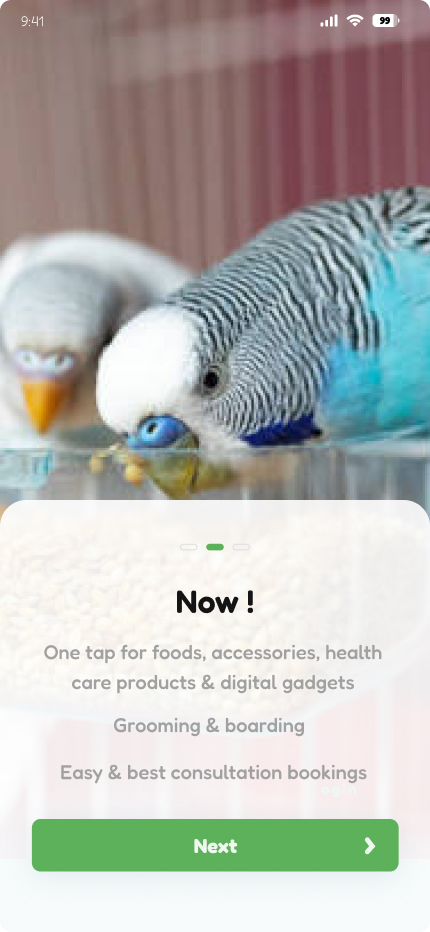 9:41
99
Now !
One tap for foods, accessories, health
care products & digital gadgets
Grooming & boarding
Easy & best consultation bookings
Next